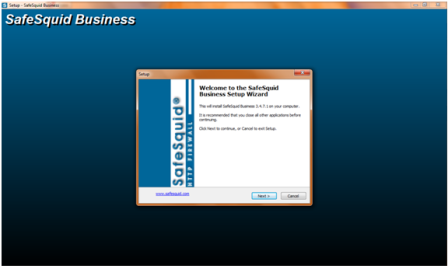 Setup - SafeSquid Business
SafeSquid Business
Setup
Welcome to the SafeSquid
Business Setup Wizard
This will install SafeSquid Business 3.4.7.1 on your computer.
It is recommended that you close all other applications before
continuing.
Click Next to continue, or Cancel to exit Setup.
SafeSquid®
HTTP FIREWALL
www.safesquid.com
Next >
Cancel